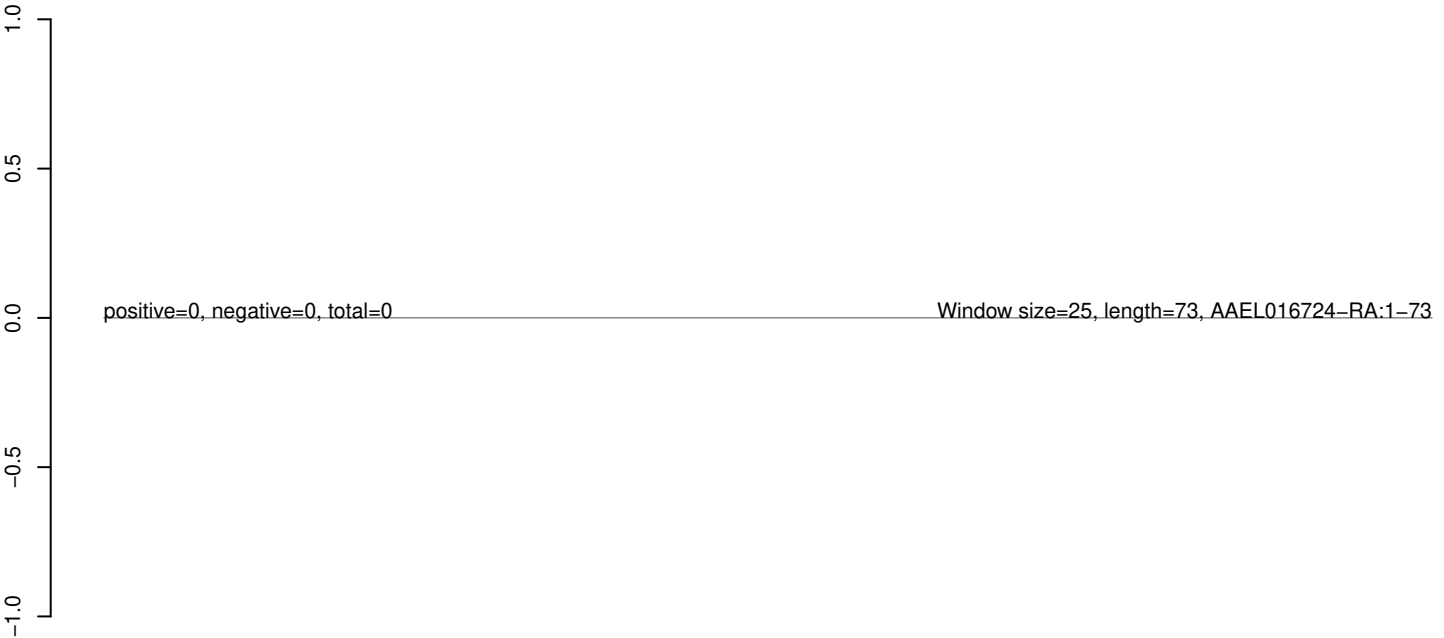 1.0
0.5
0.0
−0.5
−1.0
positive=0, negative=0, total=0
Window size=25, length=73, AAEL016724−RA:1−73